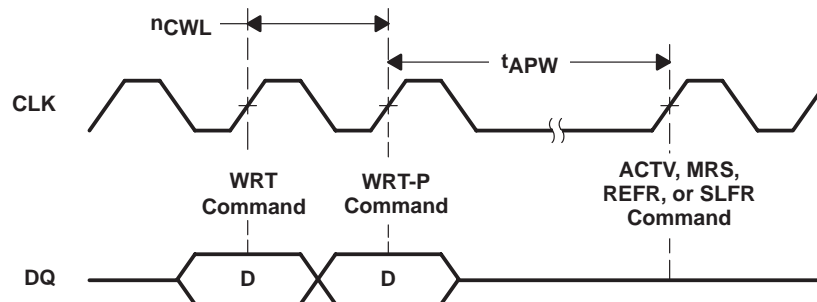 nCWL
tAPW
CLK
WRT
Command
WRT-P
Command
ACTV, MRS,
REFR, or SLFR
Command
DQ
D
D